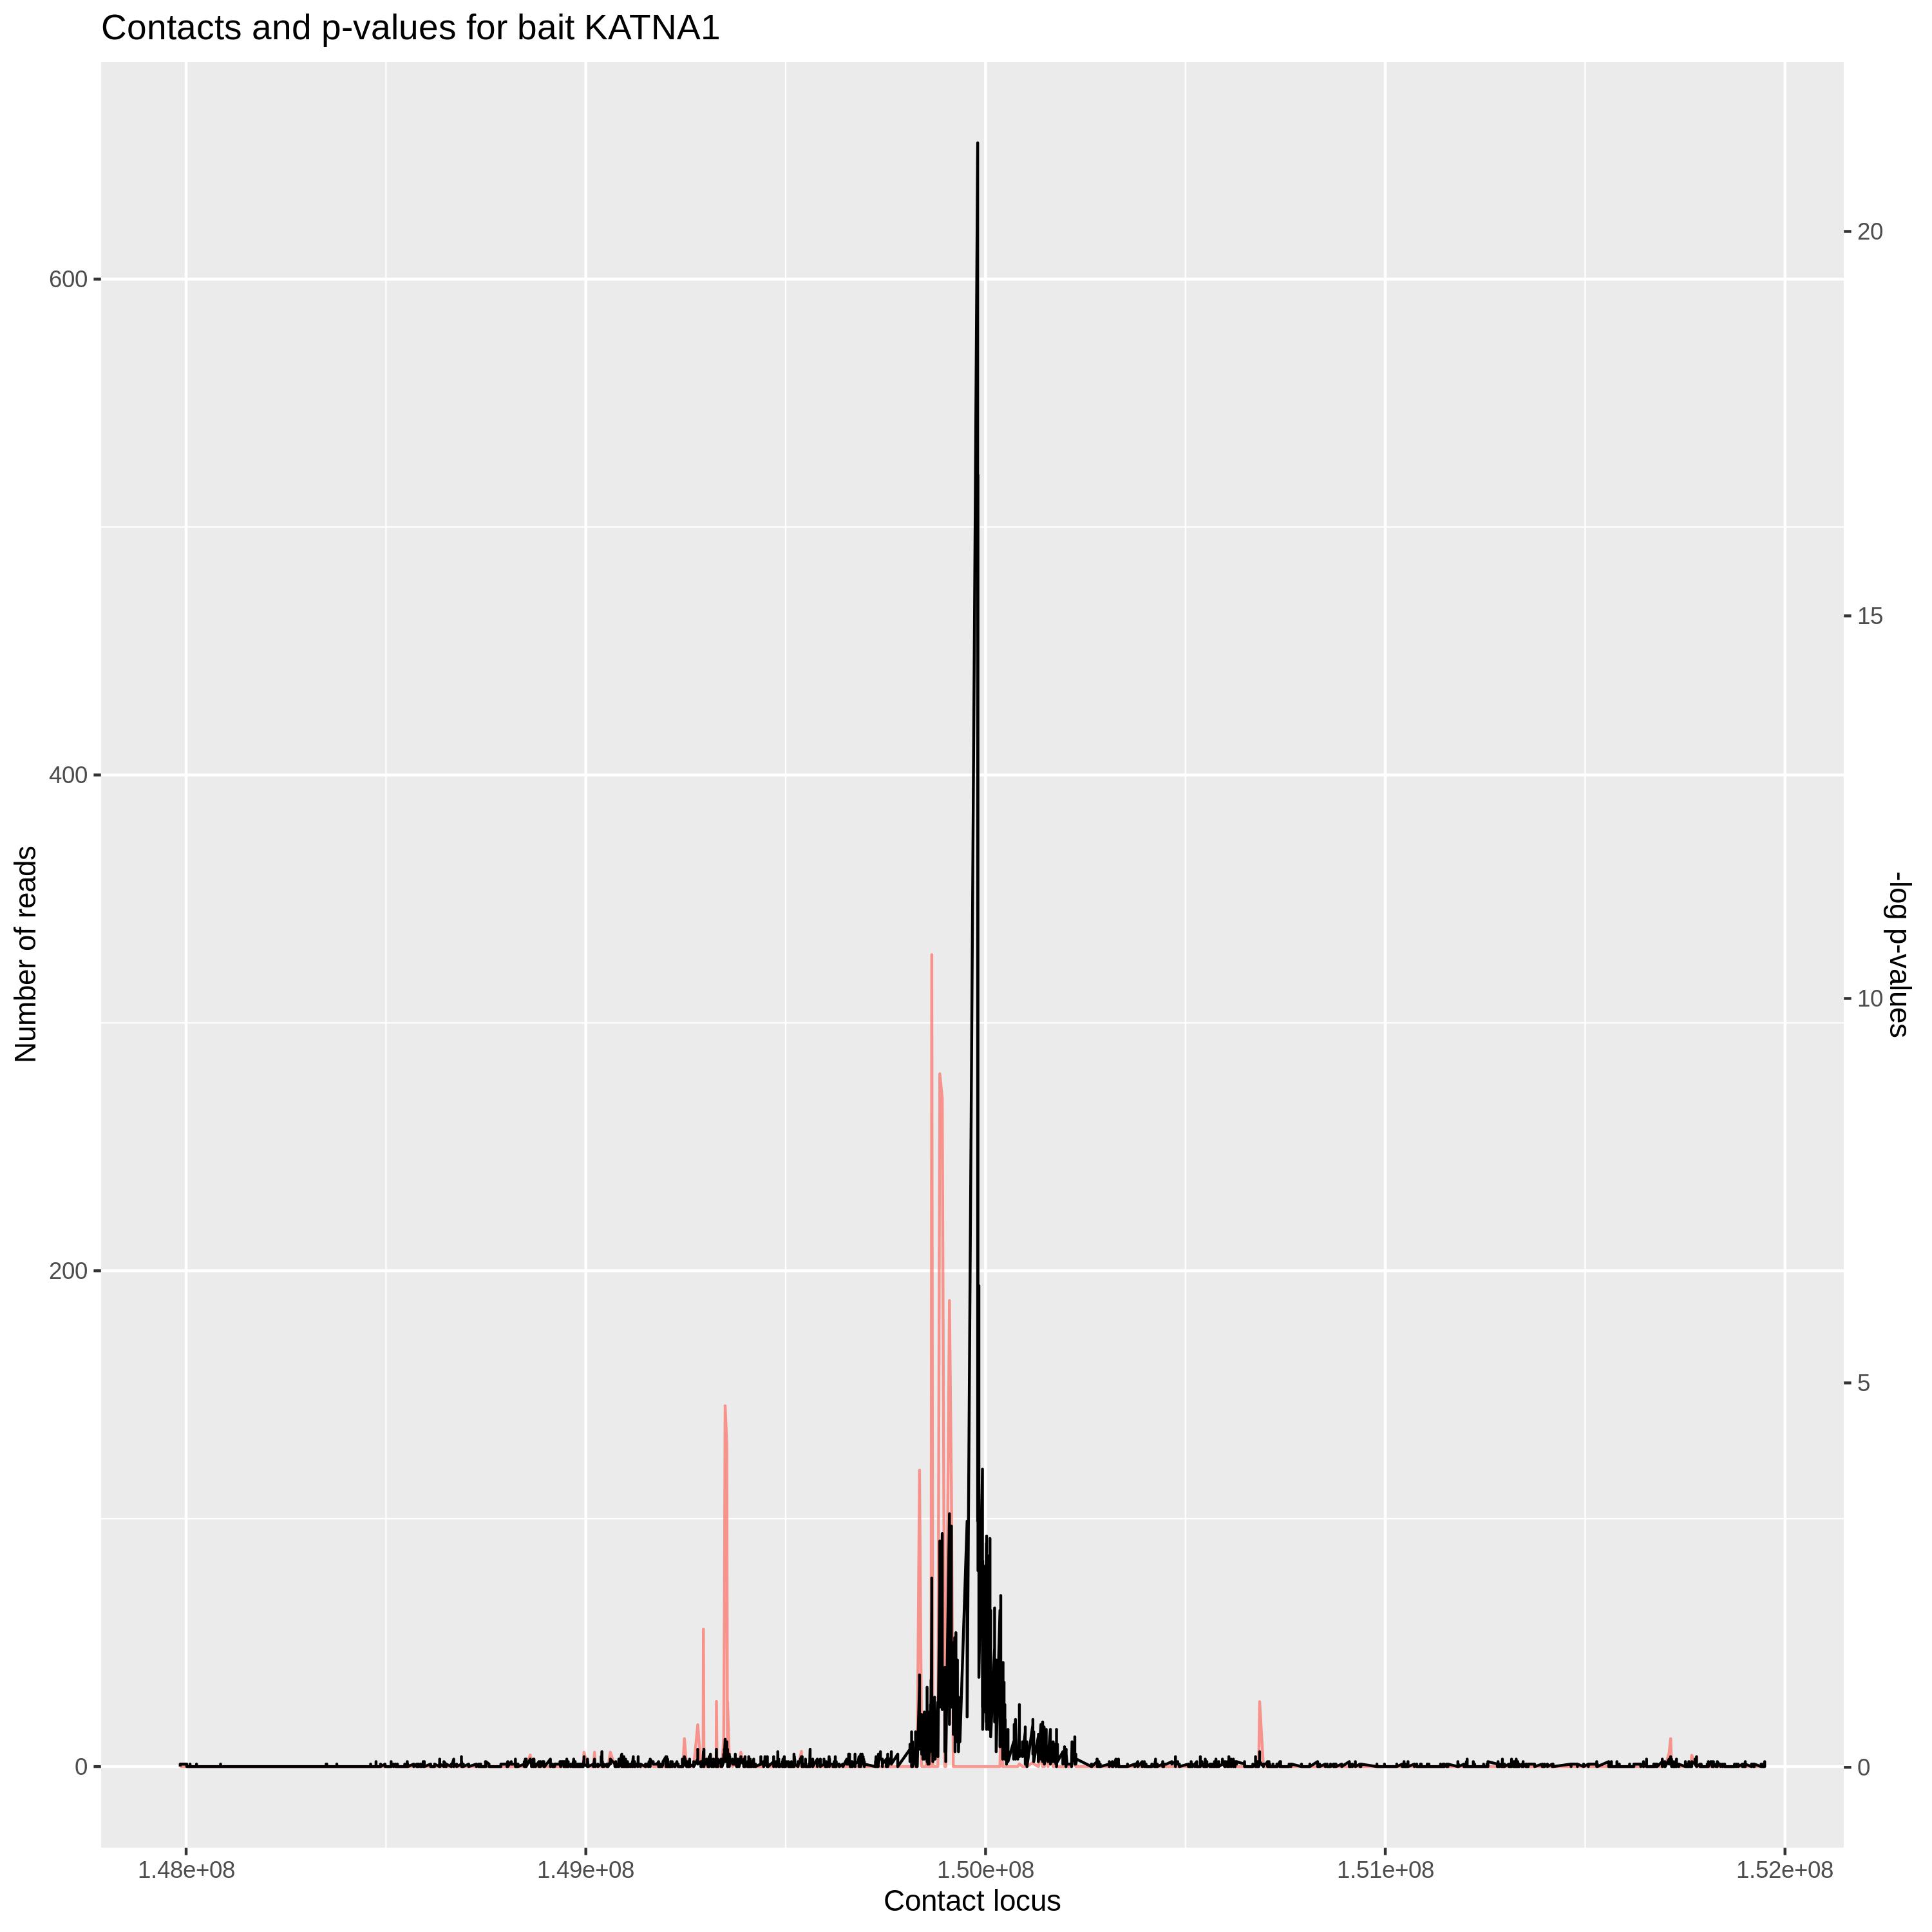 Contacts and p-values for bait KATNA1
Number of reads
600
400
200
0
20
15
10
5
0
-log p-values
1.48e+08
1.49e+08
1.50e+08
1.51e+08
1.52e+08
Contact locus